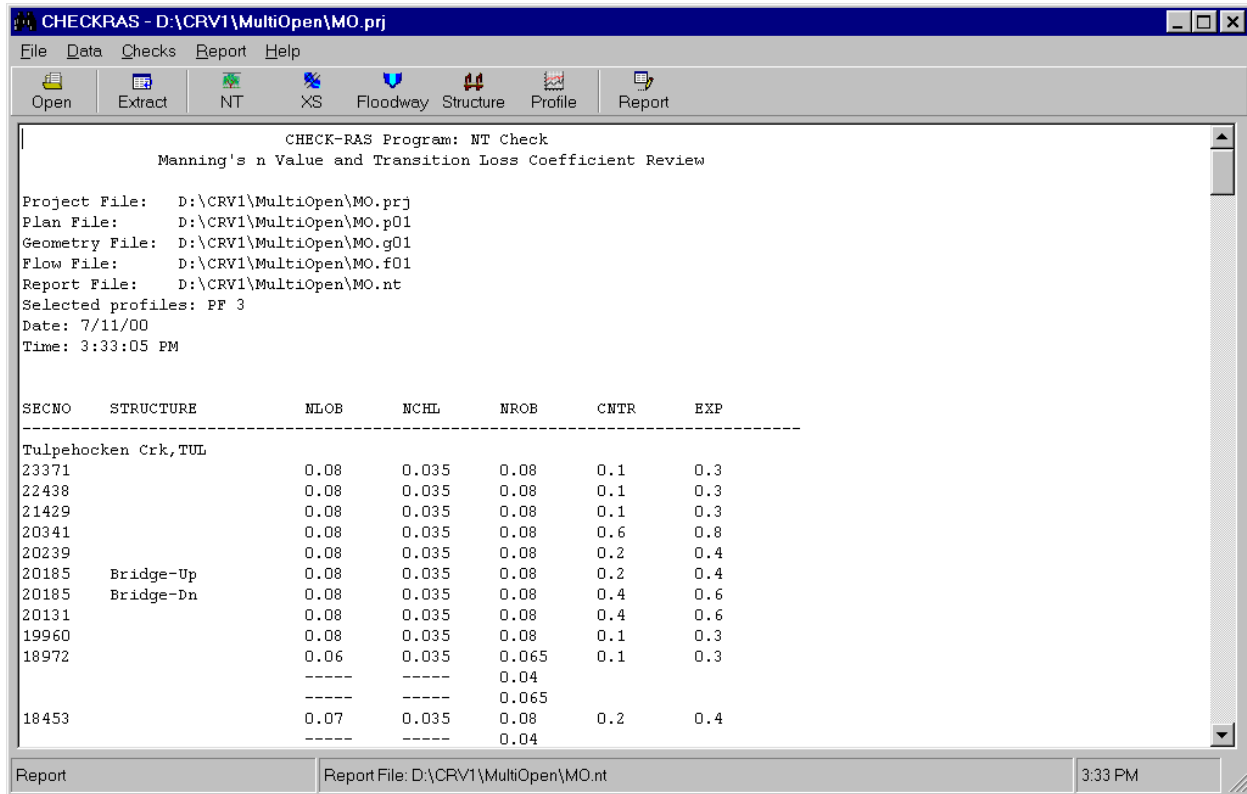 CHECKRAS - D:\CRV1\MultiOpen\MO.prj
File Data Checks Report Help
Open Extract NT XS Floodway Structure Profile Report
CHECK-RAS Program: NT Check
Manning's n Value and Transition Loss Coefficient Review
Project File: D:\CRV1\MultiOpen\MO.prj
Plan File: D:\CRV1\MultiOpen\MO.p01
Geometry File: D:\CRV1\MultiOpen\MO.g01
Flow File: D:\CRV1\MultiOpen\MO.f01
Report File: D:\CRV1\MultiOpen\MO.nt
Selected profiles: PF 3
Date: 7/11/00
Time: 3:33:05 PM
SECNO STRUCTURE NLOB NCHL NROB CNTR EXP
--------------------------------------------------------------------------------
Tulpehocken Crk,TUL
23371 0.08 0.035 0.08 0.1 0.3
22438 0.08 0.035 0.08 0.1 0.3
21429 0.08 0.035 0.08 0.1 0.3
20341 0.08 0.035 0.08 0.6 0.8
20239 0.08 0.035 0.08 0.2 0.4
20185 Bridge-Up 0.08 0.035 0.08 0.2 0.4
20185 Bridge-Dn 0.08 0.035 0.08 0.4 0.6
20131 0.08 0.035 0.08 0.4 0.6
19960 0.08 0.035 0.08 0.1 0.3
18972 0.06 0.035 0.065 0.1 0.3
----- ----- 0.04
----- ----- 0.065
18453 0.07 0.035 0.08 0.2 0.4
----- ----- 0.04
Report Report File: D:\CRV1\MultiOpen\MO.nt 3:33 PM